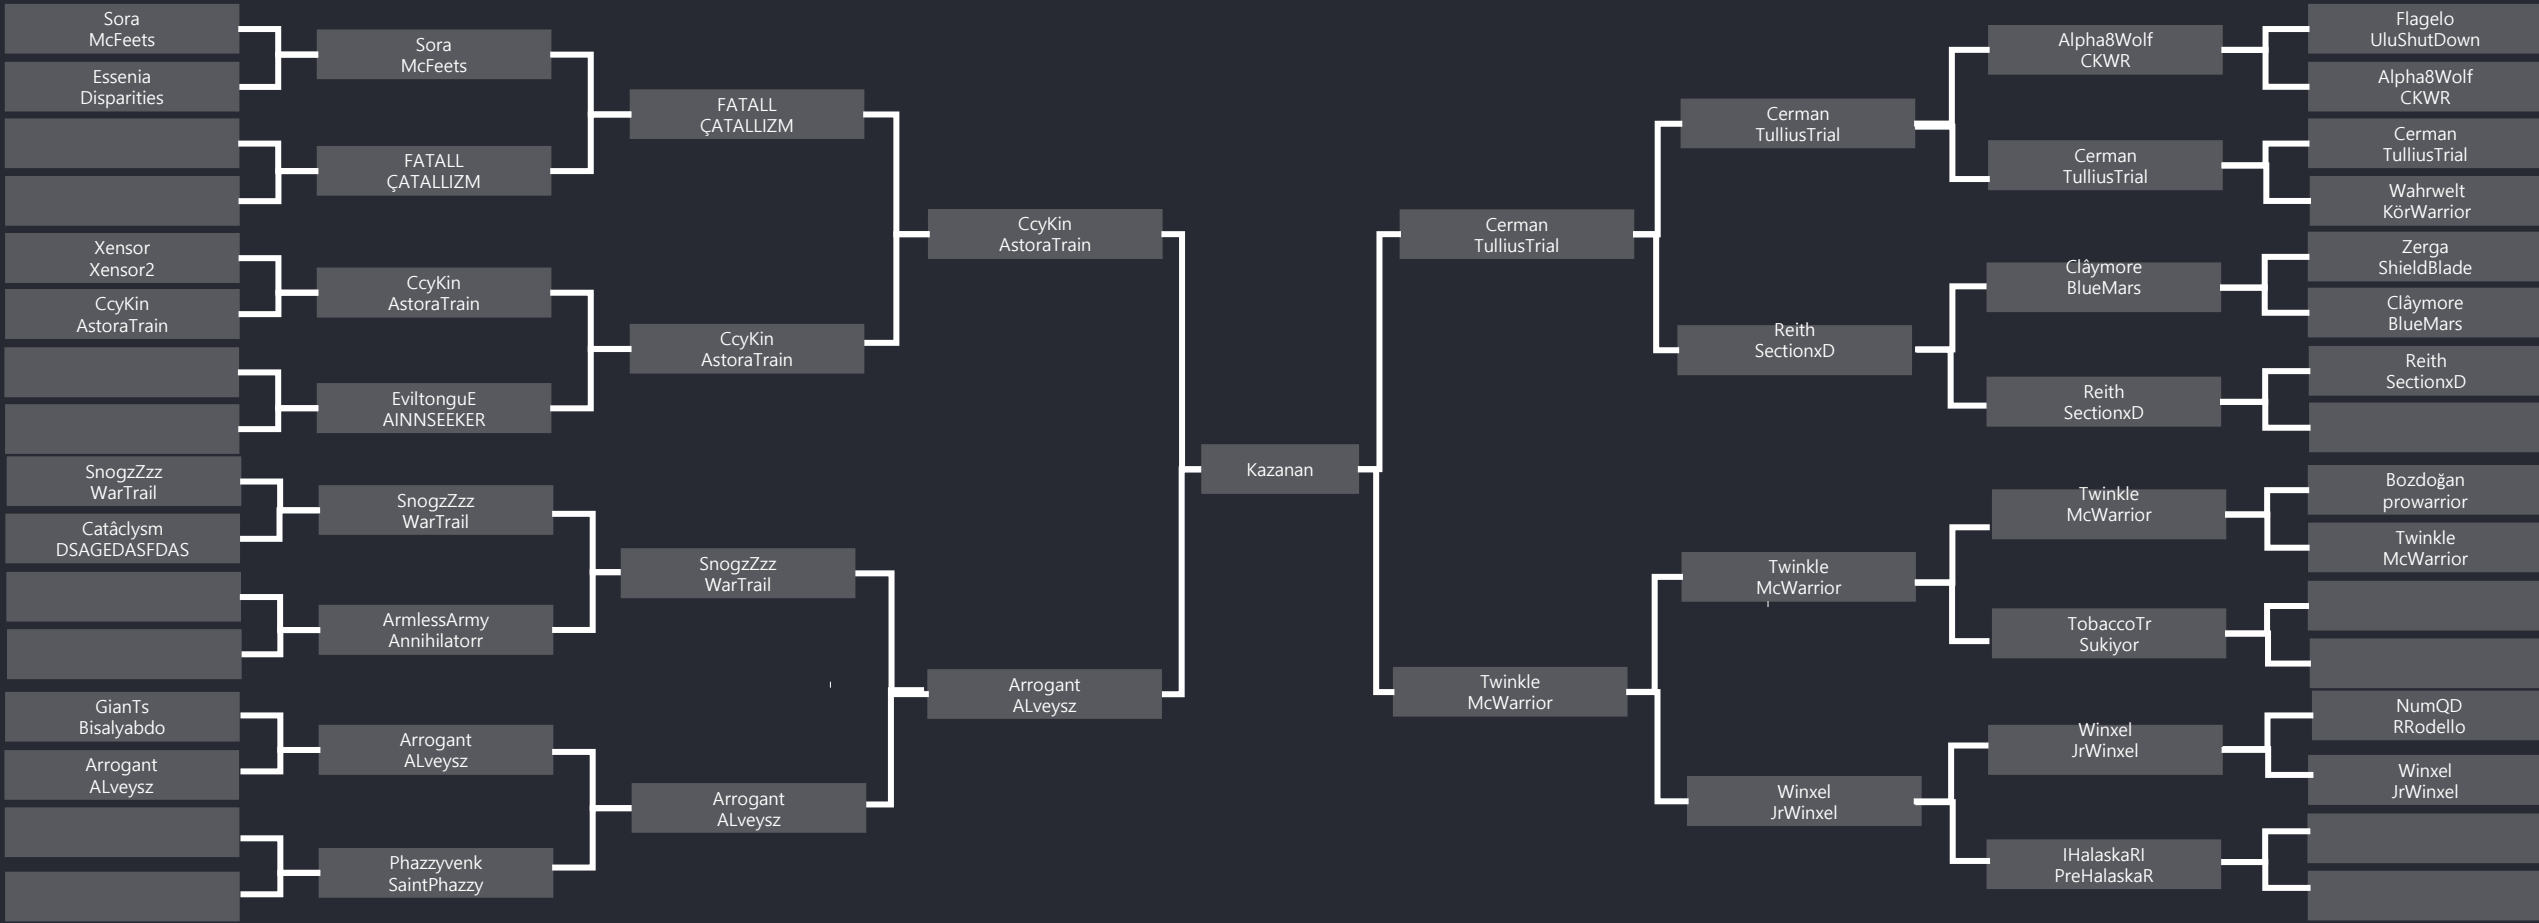 Sora
McFeets
Essenia
Disparities
Xensor
Xensor2
CcyKin
AstoraTrain
SnogzZzz
WarTrail
Catâclysm
DSAGEDASFDAS
GianTs
Bisalyabdo
Arrogant
ALveysz
Sora
McFeets
FATALL
ÇATALLIZM
CcyKin
AstoraTrain
EviltonguE
AINNSEEKER
SnogzZzz
WarTrail
ArmlessArmy
Annihilatorr
Arrogant
ALveysz
Phazzyvenk
SaintPhazzy
FATALL
ÇATALLIZM
CcyKin
AstoraTrain
SnogzZzz
WarTrail
Arrogant
ALveysz
CcyKin
AstoraTrain
Arrogant
ALveysz
Kazanan
Cerman
TulliusTrial
Twinkle
McWarrior
Cerman
TulliusTrial
Reith
SectionxD
Twinkle
McWarrior
Winxel
JrWinxel
Alpha8Wolf
CKWR
Cerman
TulliusTrial
Clâymore
BlueMars
Reith
SectionxD
Twinkle
McWarrior
TobaccoTr
Sukiyor
Winxel
JrWinxel
IHalaskaRI
PreHalaskaR
Flagelo
UluShutDown
Alpha8Wolf
CKWR
Cerman
TulliusTrial
Wahrwelt
KörWarrior
Zerga
ShieldBlade
Clâymore
BlueMars
Reith
SectionxD
Bozdoğan
prowarrior
Twinkle
McWarrior
NumQD
RRodello
Winxel
JrWinxel